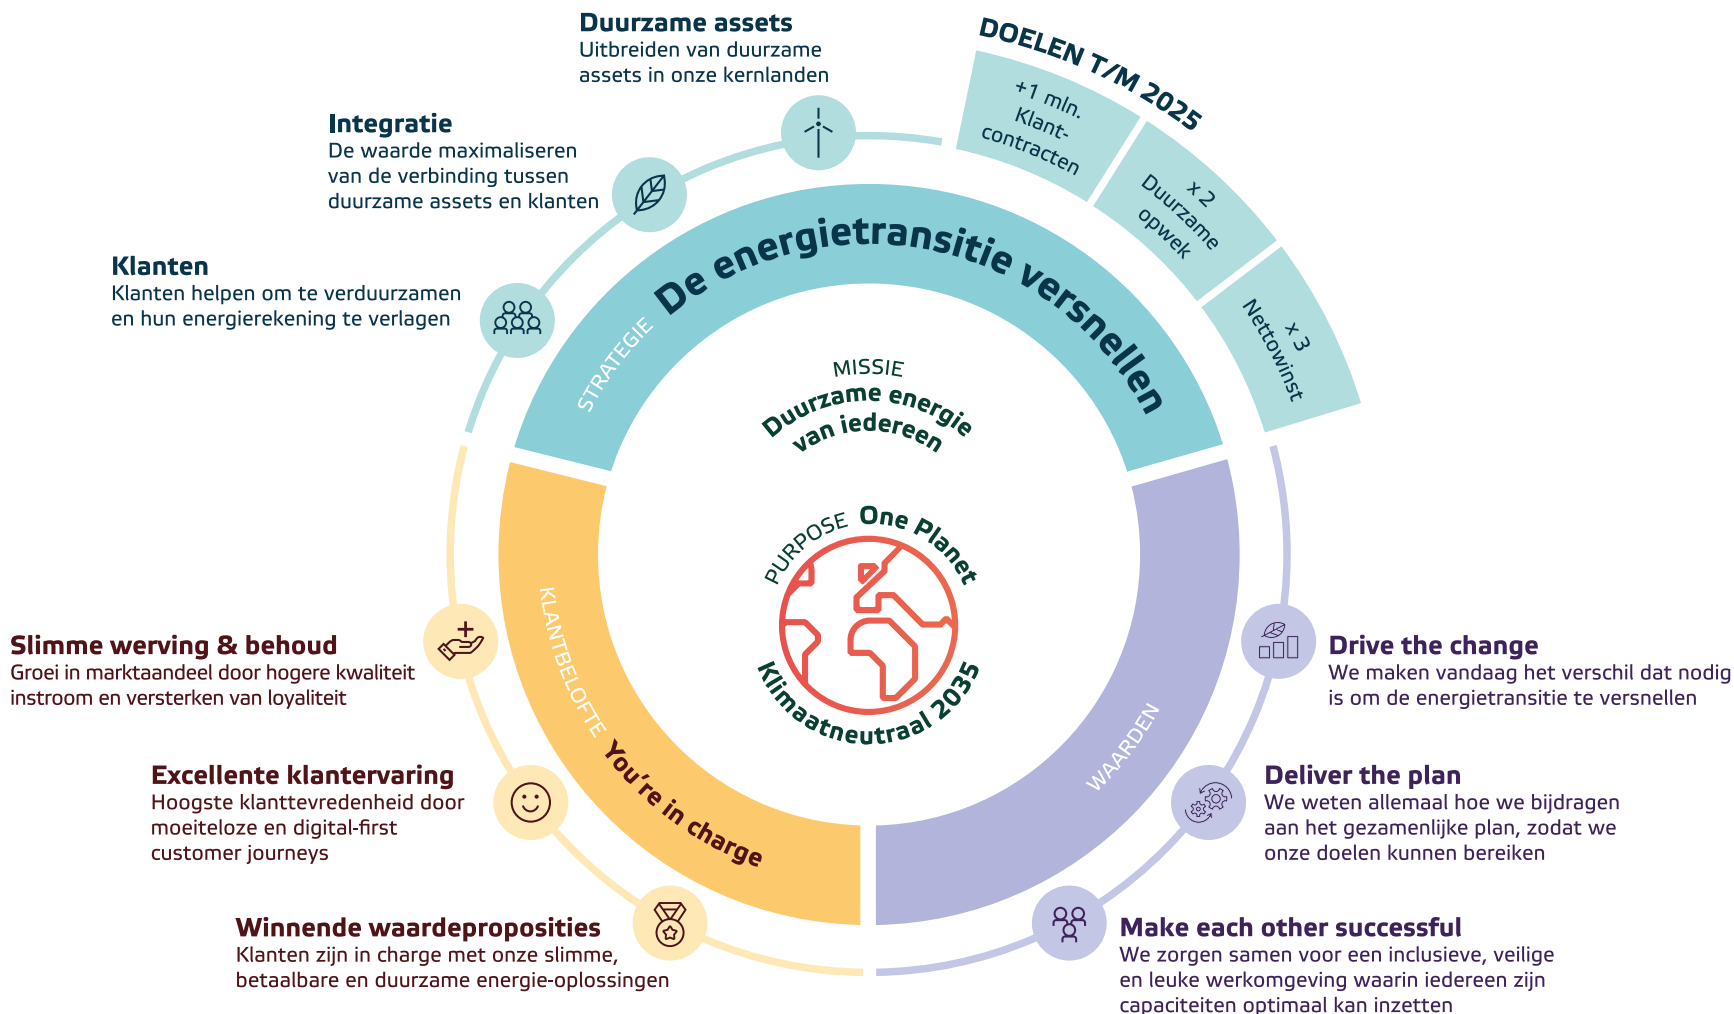 Duurzame assets
Uitbreiden van duurzame
assets in onze kernlanden
Integratie
De waarde maximaliseren
van de verbinding tussen
duurzame assets en klanten
Klanten
Klanten helpen om te verduurzamen
en hun energierekening te verlagen
DOELEN T/M 2025
+1 mln.
Klant-
contracten
x 2
Duurzame
opwek
x 3
Nettowinst
STRATEGIE De energietransitie versnellen
MISSIE
Duurzame energie
van iedereen
PURPOSE One Planet
Klimaatneutraal 2035
KLANTBELOFTE You're in charge
Slimme werving & behoud
Groei in marktaandeel door hogere kwaliteit
instroom en versterken van loyaliteit
Excellente klantervaring
Hoogste klanttevredenheid door
moeiteloze en digital-first
customer journeys
Winnende waardeproposities
Klanten zijn in charge met onze slimme,
betaalbare en duurzame energie-oplossingen
WAARDEN
Drive the change
We maken vandaag het verschil dat nodig
is om de energietransitie te versnellen
Deliver the plan
We weten allemaal hoe we bijdragen
aan het gezamenlijke plan, zodat we
onze doelen kunnen bereiken
Make each other successful
We zorgen samen voor een inclusieve, veilige
en leuke werkomgeving waarin iedereen zijn
capaciteiten optimaal kan inzetten